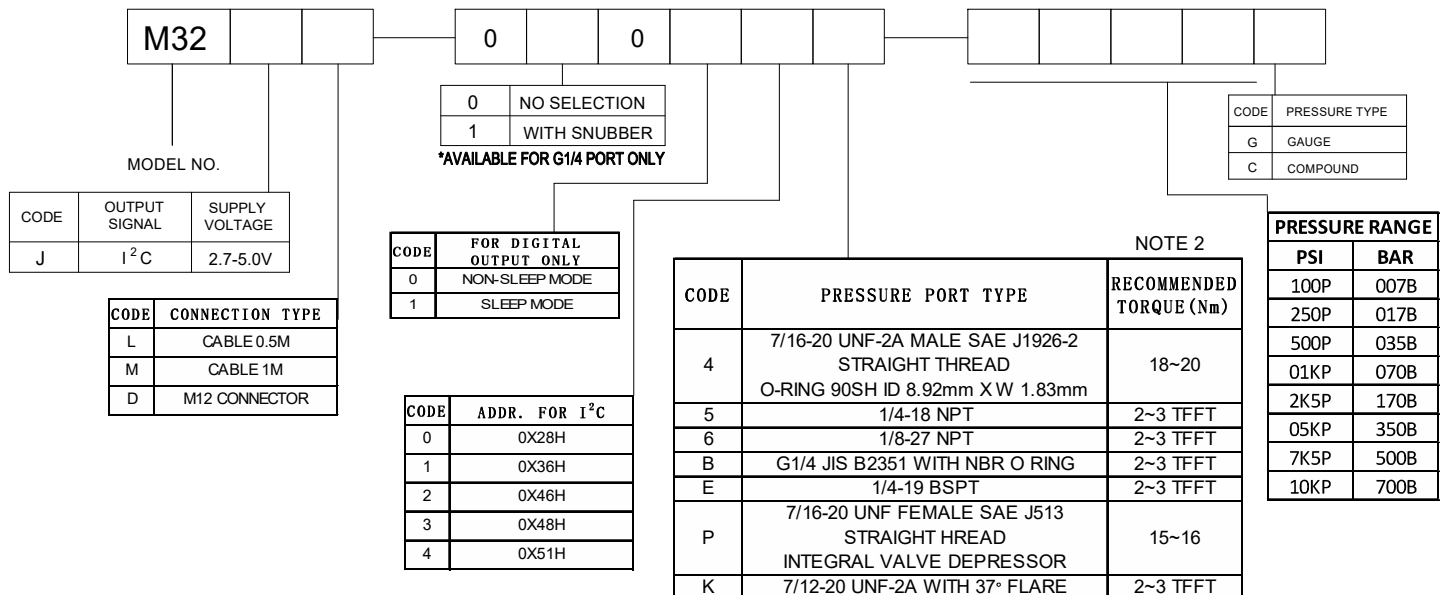 M32 0 0
0 NO SELECTION
1 WITH SNUBBER
*AVAILABLE FOR G1/4 PORT ONLY
MODEL NO.
CODE OUTPUT SIGNAL SUPPLY VOLTAGE
J I²C 2.7-5.0V
CODE CONNECTION TYPE
L CABLE 0.5M
M CABLE 1M
D M12 CONNECTOR
CODE FOR DIGITAL OUTPUT ONLY
0 NON-SLEEP MODE
1 SLEEP MODE
CODE ADDR. FOR I²C
0 0X28H
1 0X36H
2 0X46H
3 0X48H
4 0X51H
NOTE 2
CODE PRESSURE PORT TYPE RECOMMENDED TORQUE(Nm)
4 7/16-20 UNF-2A MALE SAE J1926-2
STRAIGHT THREAD
O-RING 90SH ID 8.92mm X W 1.83mm
18~20
5 1/4-18 NPT 2~3 TFFT
6 1/8-27 NPT 2~3 TFFT
B G1/4 JIS B2351 WITH NBR O RING 2~3 TFFT
E 1/4-19 BSPT 2~3 TFFT
P 7/16-20 UNF FEMALE SAE J513
STRAIGHT HREAD
INTEGRAL VALVE DEPRESSOR
15~16
K 7/12-20 UNF-2A WITH 37° FLARE 2~3 TFFT
CODE PRESSURE TYPE
G GAUGE
C COMPOUND
PRESSURE RANGE
PSI BAR
100P 007B
250P 017B
500P 035B
01KP 070B
2K5P 170B
05KP 350B
7K5P 500B
10KP 700B